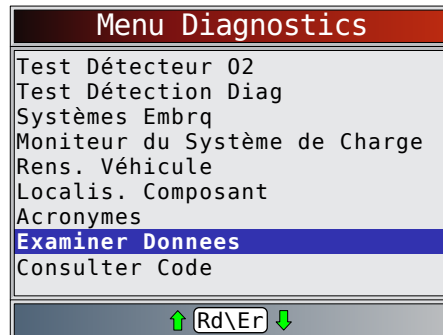 Menu Diagnostics
Test Détecteur O2
Test Détection Diag
Systèmes Embrq
Moniteur du Système de Charge
Rens. Véhicule
Localis. Composant
Acronymes
Examiner Donnees
Consulter Code
Rd\Er